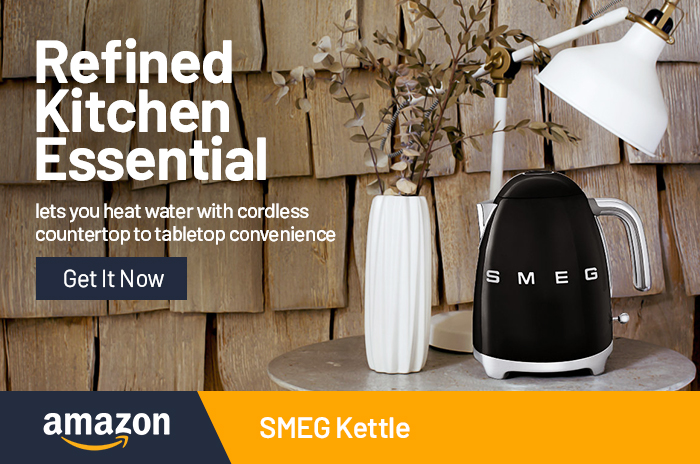 Refined
Kitchen
Essential
lets you heat water with cordless
countertop to tabletop convenience
Get It Now
SMEG
amazon
SMEG Kettle